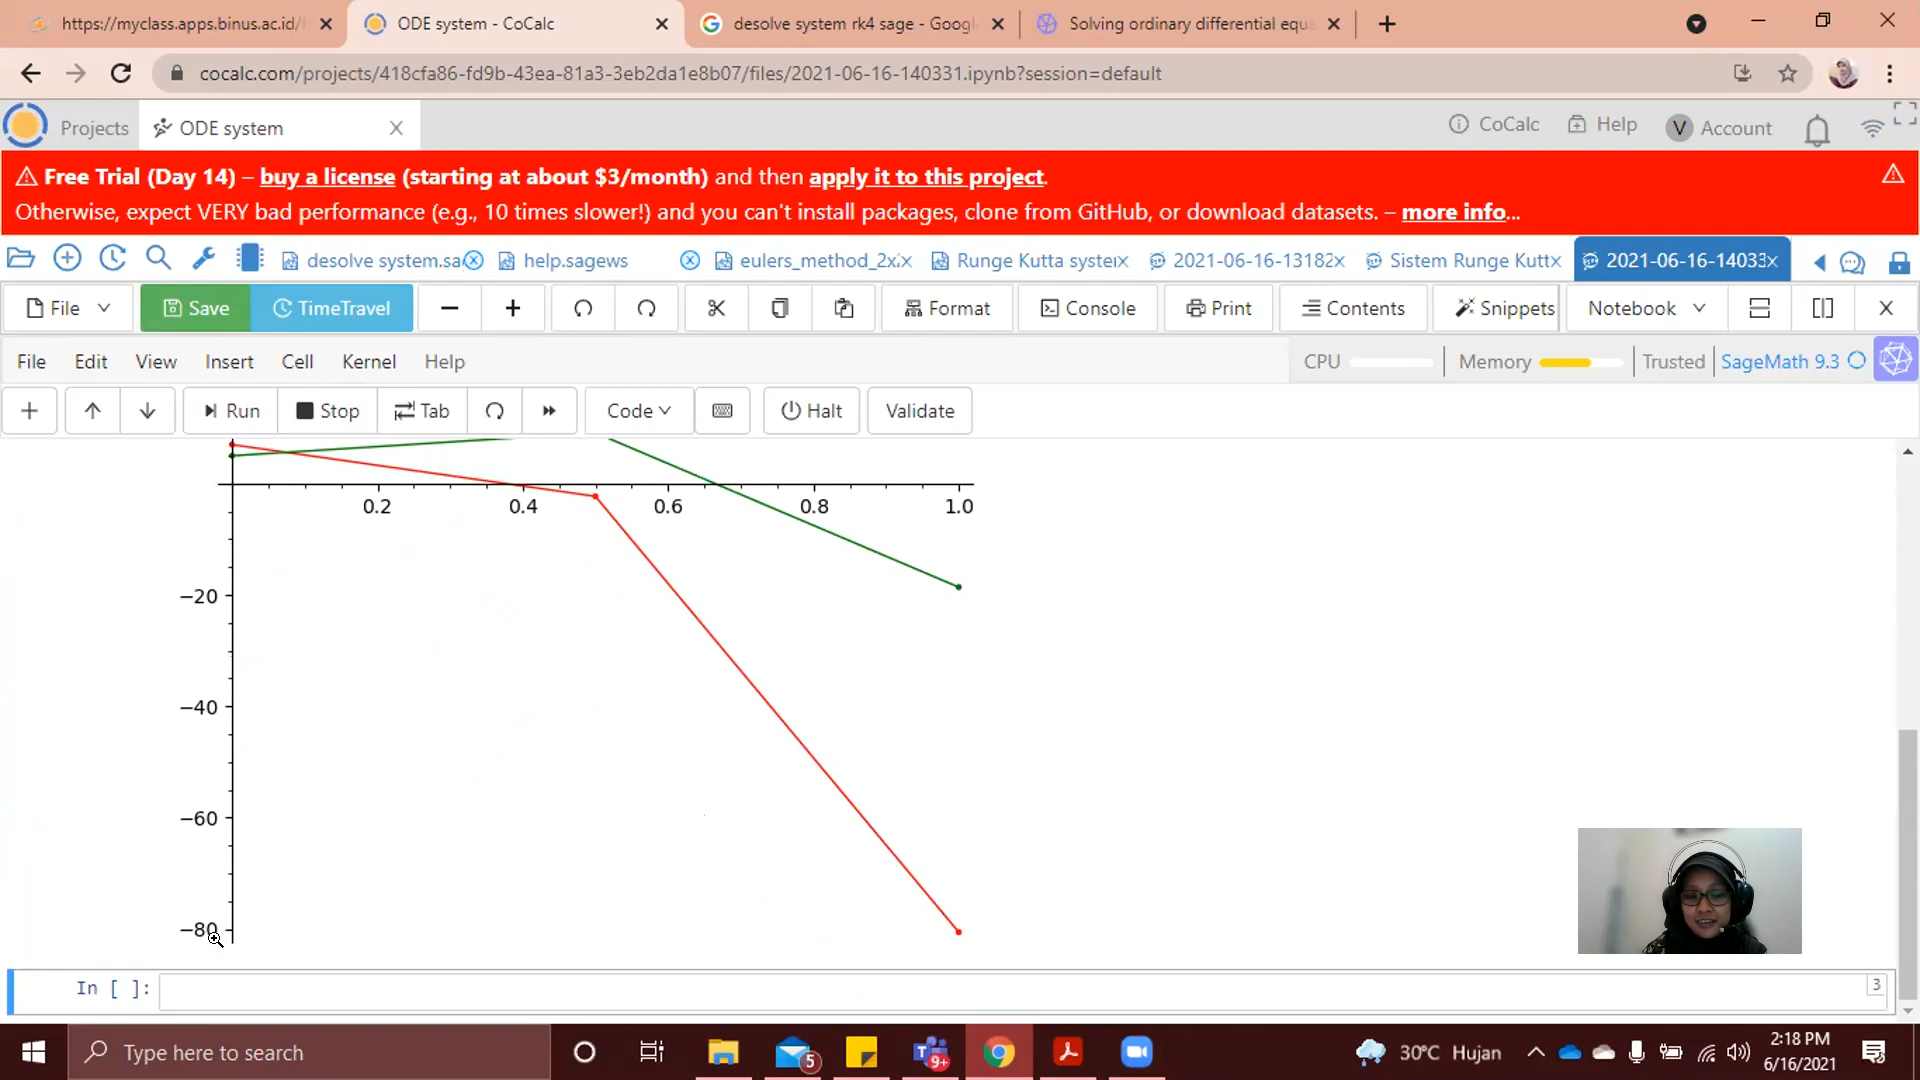 https://myclass.apps.binus.ac.id/
ODE system - CoCalc
desolve system rk4 sage - Googl
Solving ordinary differential equa
cocalc.com/projects/418cfa86-fd9b-43ea-81a3-3eb2da1e8b07/files/2021-06-16-140331.ipynb?session=default
Projects
ODE system
CoCalc
Help
V Account
Free Trial (Day 14) – buy a license (starting at about $3/month) and then apply it to this project.
Otherwise, expect VERY bad performance (e.g., 10 times slower!) and you can't install packages, clone from GitHub, or download datasets. – more info...
desolve system.sa
help.sagews
eulers_method_2x
Runge Kutta syster
2021-06-16-13182
Sistem Runge Kutt
2021-06-16-14033
File
Save
TimeTravel
Format
Console
Print
Contents
Snippets
Notebook
File Edit View Insert Cell Kernel Help
CPU
Memory
Trusted
SageMath 9.3
Run
Stop
Tab
Code
Halt
Validate
0.2 0.4 0.6 0.8 1.0
−20
−40
−60
−80
In [ ]:
3
Type here to search
5
9+
30°C Hujan
2:18 PM
6/16/2021